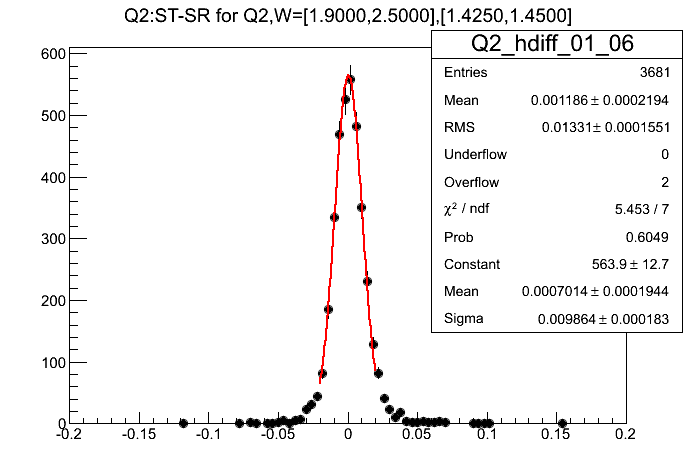 Q2:ST-SR for Q2,W=[1.9000,2.5000],[1.4250,1.4500]
Q2_hdiff_01_06
Entries 3681
Mean 0.001186 ± 0.0002194
RMS 0.01331 ± 0.0001551
Underflow 0
Overflow 2
χ² / ndf 5.453 / 7
Prob 0.6049
Constant 563.9 ± 12.7
Mean 0.0007014 ± 0.0001944
Sigma 0.009864 ± 0.000183
600
500
400
300
200
100
0
-0.2 -0.15 -0.1 -0.05 0 0.05 0.1 0.15 0.2